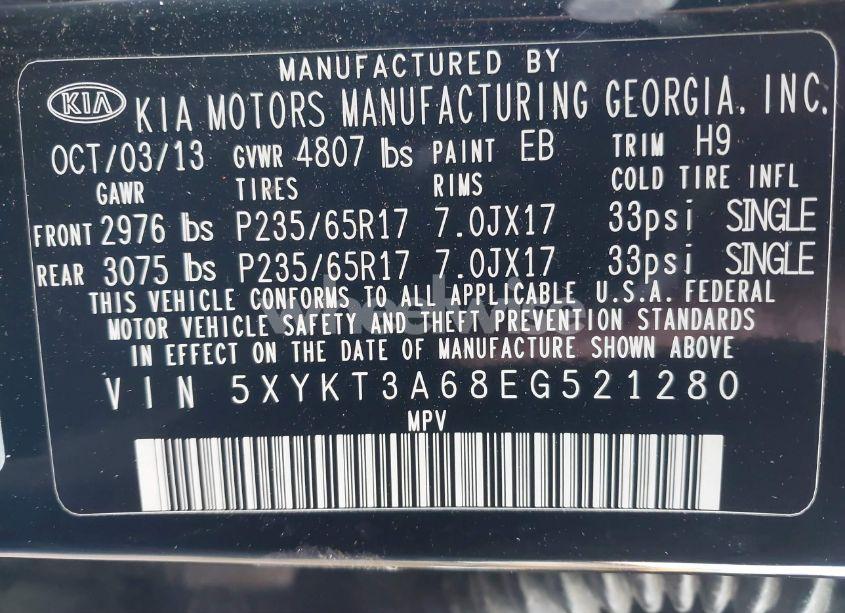 MANUFACTURED BY
KIA KIA MOTORS MANUFACTURING GEORGIA, INC.
OCT/03/13 GVWR 4807 lbs PAINT EB TRIM H9
GAWR TIRES RIMS COLD TIRE INFL
FRONT 2976 lbs P235/65R17 7.0JX17 33psi SINGLE
REAR 3075 lbs P235/65R17 7.0JX17 33psi SINGLE
THIS VEHICLE CONFORMS TO ALL APPLICABLE U.S.A. FEDERAL
MOTOR VEHICLE SAFETY AND THEFT PREVENTION STANDARDS
IN EFFECT ON THE DATE OF MANUFACTURE SHOWN ABOVE
VIN 5XYKT3A68EG521280
MPV